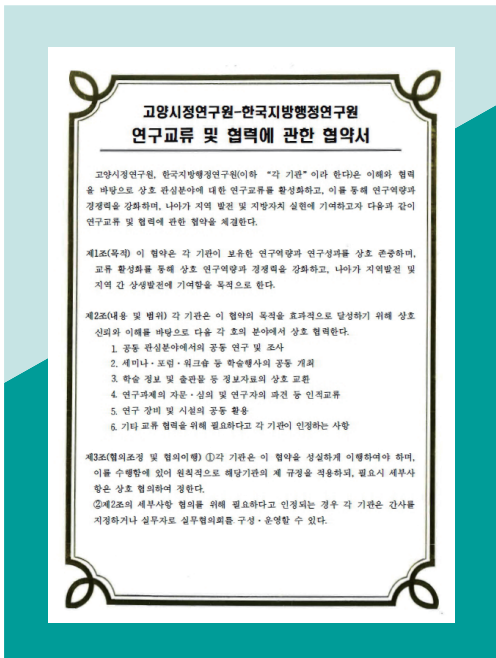 고양시정연구원-한국지방행정연구원
연구교류 및 협력에 관한 협약서
고양시정연구원, 한국지방행정연구원(이하 “각 기관”이라 한다)은 이해와 협력
을 바탕으로 상호 관심분야에 대한 연구교류를 활성화하고, 이를 통해 연구역량과
경쟁력을 강화하며, 나아가 지역 발전 및 지방자치 실현에 기여하고자 다음과 같이
연구교류 및 협력에 관한 협약을 체결한다.
제1조(목적) 이 협약은 각 기관이 보유한 연구역량과 연구성과를 상호 존중하며,
교류 활성화를 통해 상호 연구역량과 경쟁력을 강화하고, 나아가 지역발전 및
지역 간 상생발전에 기여함을 목적으로 한다.
제2조(내용 및 범위) 각 기관은 이 협약의 목적을 효과적으로 달성하기 위해 상호
신뢰와 이해를 바탕으로 다음 각 호의 분야에서 상호 협력한다.
1. 공동 관심분야에서의 공동 연구 및 조사
2. 세미나·포럼·워크숍 등 학술행사의 공동 개최
3. 학술 정보 및 출판물 등 정보자료의 상호 교환
4. 연구과제의 자문·심의 및 연구자의 파견 등 인적교류
5. 연구 장비 및 시설의 공동 활용
6. 기타 교류 협력을 위해 필요하다고 각 기관이 인정하는 사항
제3조(협의조정 및 협의이행) ①각 기관은 이 협약을 성실하게 이행하여야 하며,
이를 수행함에 있어 원칙적으로 해당기관의 제 규정을 적용하되, 필요시 세부사
항은 상호 협의하여 정한다.
②제2조의 세부사항 협의를 위해 필요하다고 인정되는 경우 각 기관은 간사를
지정하거나 실무자로 실무협의회를 구성·운영할 수 있다.